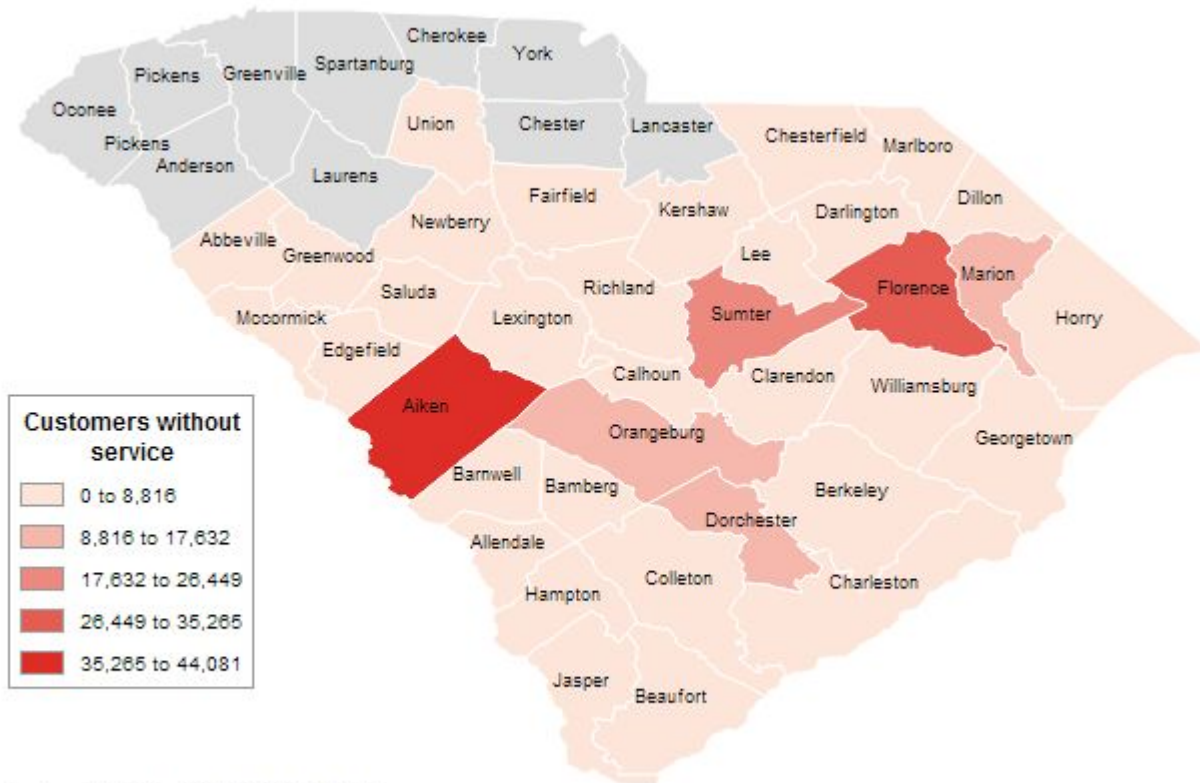 Cherokee
York
Spartanburg
Greenville
Pickens
Oconee
Union
Chester
Lancaster
Chesterfield
Marlboro
Pickens
Anderson
Laurens
Fairfield
Kershaw
Darlington
Dillon
Newberry
Abbeville
Greenwood
Lee
Saluda
Richland
Florence
Marion
Mccormick
Lexington
Sumter
Horry
Edgefield
Calhoun
Clarendon
Williamsburg
Aiken
Orangeburg
Georgetown
Barnwell
Bamberg
Berkeley
Dorchester
Allendale
Colleton
Charleston
Hampton
Jasper
Beaufort
Customers without
service
0 to 8,816
8,816 to 17,632
17,632 to 26,449
26,449 to 35,265
35,265 to 44,081